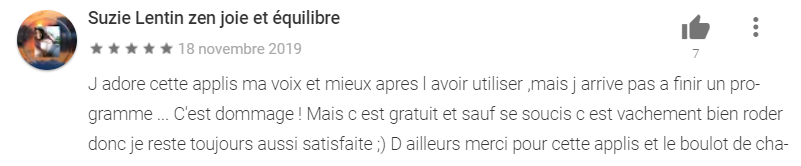 Suzie Lentin zen joie et équilibre
★★★★★ 18 novembre 2019
7
J adore cette applis ma voix et mieux apres l avoir utiliser ,mais j arrive pas a finir un pro-
gramme ... C'est dommage ! Mais c est gratuit et sauf se soucis c est vachement bien roder
donc je reste toujours aussi satisfaite ;) D ailleurs merci pour cette applis et le boulot de cha-